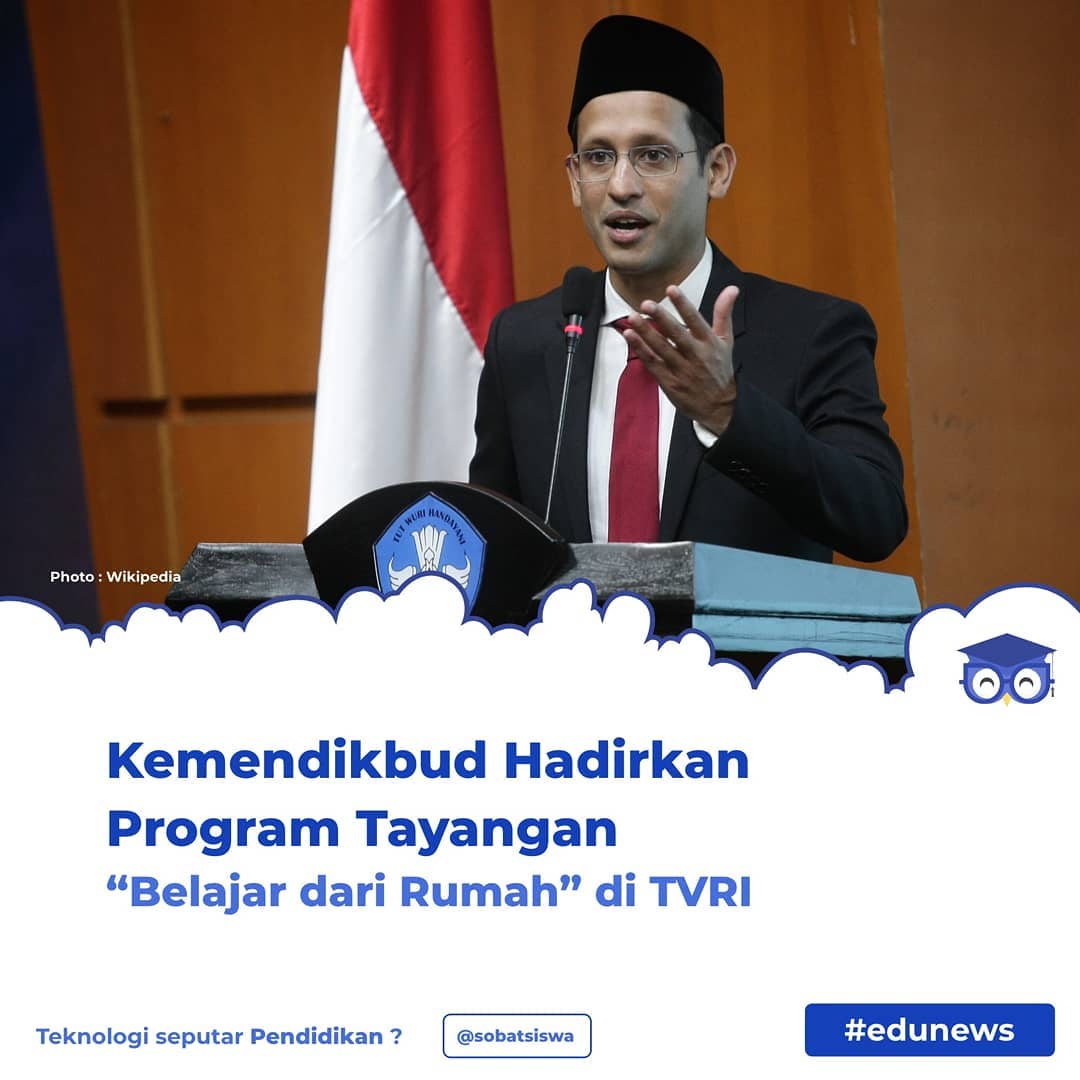 TUT WURI HANDAYANI
Photo : Wikipedia
Kemendikbud Hadirkan
Program Tayangan
“Belajar dari Rumah” di TVRI
Teknologi seputar Pendidikan ?
@sobatsiswa
#edunews